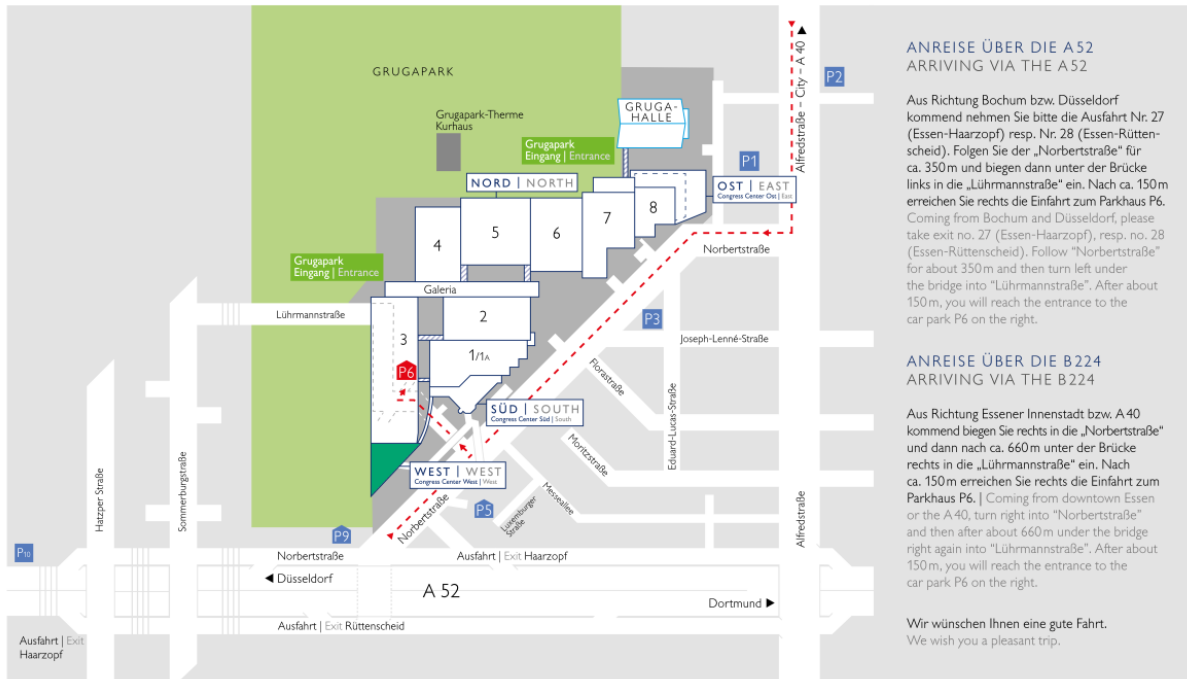 GRUGAPARK
Grugapark-Therme
Kurhaus
GRUGA-
HALLE
Grugapark
Eingang | Entrance
NORD | NORTH
OST | EAST
Congress Center Ost | East
P1
P2
Alfredstraße – City – A 40
4
5
6
7
8
Norbertstraße
Grugapark
Eingang | Entrance
Galeria
Lührmannstraße
3
2
1/1A
P3
Joseph-Lenné-Straße
P6
Florastraße
SÜD | SOUTH
Congress Center Süd | South
Eduard-Lucas-Straße
Moritzstraße
WEST | WEST
Congress Center West | West
Hatzper Straße
Sommerburgstraße
Norbertstraße
P5
Luxemburger
Straße
Messeallee
Alfredstraße
P9
P10
Norbertstraße
Ausfahrt | Exit Haarzopf
Düsseldorf
A 52
Dortmund
Ausfahrt | Exit Rüttenscheid
Ausfahrt | Exit
Haarzopf
ANREISE ÜBER DIE A52
ARRIVING VIA THE A52
Aus Richtung Bochum bzw. Düsseldorf
kommend nehmen Sie bitte die Ausfahrt Nr. 27
(Essen-Haarzopf) resp. Nr. 28 (Essen-Rütten-
scheid). Folgen Sie der „Norbertstraße“ für
ca. 350 m und biegen dann unter der Brücke
links in die „Lührmannstraße“ ein. Nach ca. 150 m
erreichen Sie rechts die Einfahrt zum Parkhaus P6.
Coming from Bochum and Düsseldorf, please
take exit no. 27 (Essen-Haarzopf), resp. no. 28
(Essen-Rüttenscheid). Follow “Norbertstraße”
for about 350 m and then turn left under
the bridge into “Lührmannstraße”. After about
150 m, you will reach the entrance to the
car park P6 on the right.
ANREISE ÜBER DIE B224
ARRIVING VIA THE B224
Aus Richtung Essener Innenstadt bzw. A 40
kommend biegen Sie rechts in die „Norbertstraße“
und dann nach ca. 660 m unter der Brücke
rechts in die „Lührmannstraße“ ein. Nach
ca. 150 m erreichen Sie rechts die Einfahrt zum
Parkhaus P6. | Coming from downtown Essen
or the A 40, turn right into “Norbertstraße”
and then after about 660 m under the bridge
right again into “Lührmannstraße”. After about
150 m, you will reach the entrance to the
car park P6 on the right.
Wir wünschen Ihnen eine gute Fahrt.
We wish you a pleasant trip.